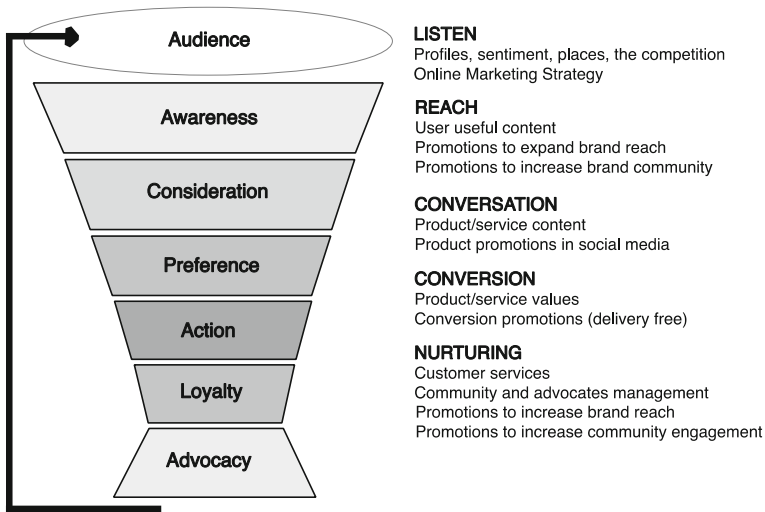 Audience
Awareness
Consideration
Preference
Action
Loyalty
Advocacy
LISTEN
Profiles, sentiment, places, the competition
Online Marketing Strategy
REACH
User useful content
Promotions to expand brand reach
Promotions to increase brand community
CONVERSATION
Product/service content
Product promotions in social media
CONVERSION
Product/service values
Conversion promotions (delivery free)
NURTURING
Customer services
Community and advocates management
Promotions to increase brand reach
Promotions to increase community engagement